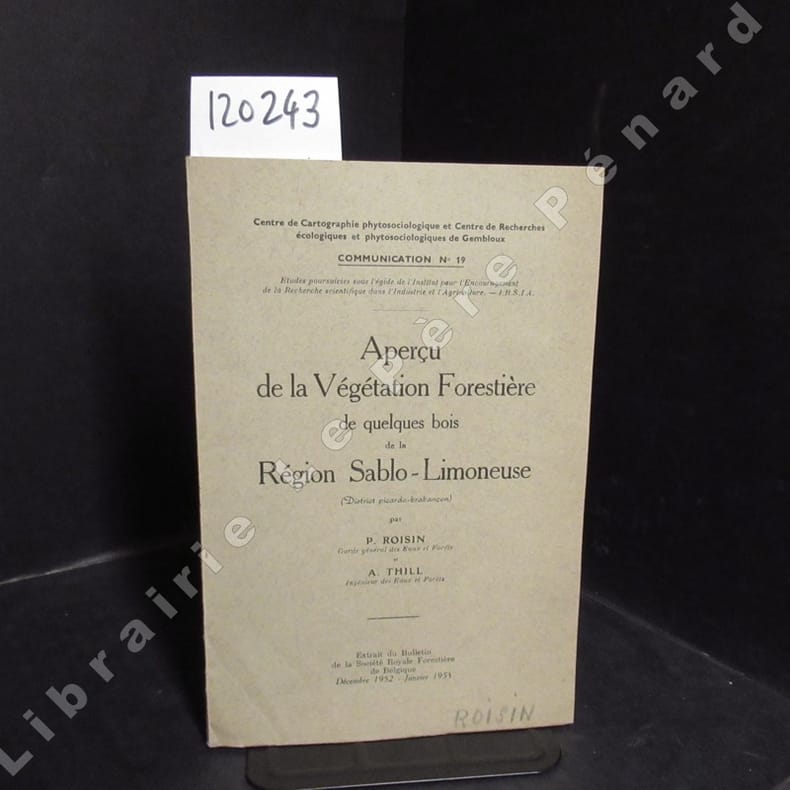 120243
Centre de Cartographie phytosociologique et Centre de Recherches
écologiques et phytosociologiques de Gembloux
COMMUNICATION N° 19
Etudes poursuivies sous l'égide de l'Institut pour l'Encouragement
de la Recherche scientifique dans l'Industrie et l'Agriculture. — I.R.S.I.A.
Aperçu
de la Végétation Forestière
de quelques bois
de la
Région Sablo-Limoneuse
(District picardo-brabançon)
par
P. ROISIN
Garde général des Eaux et Forêts
et
A. THILL
Ingénieur des Eaux et Forêts
Extrait du Bulletin
de la Société Royale Forestière
de Belgique
Décembre 1952 - Janvier 1953
ROISIN
Librairie Le Père Pénard